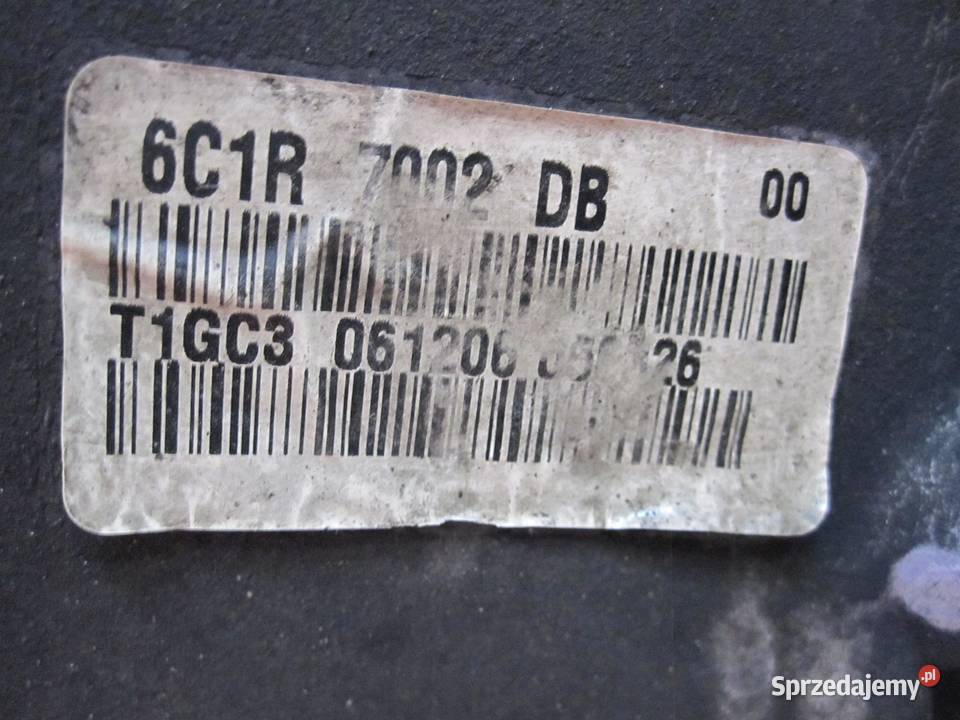 6C1R 7002 DB 00
T1GC3 061206
Sprzedajemy.pl